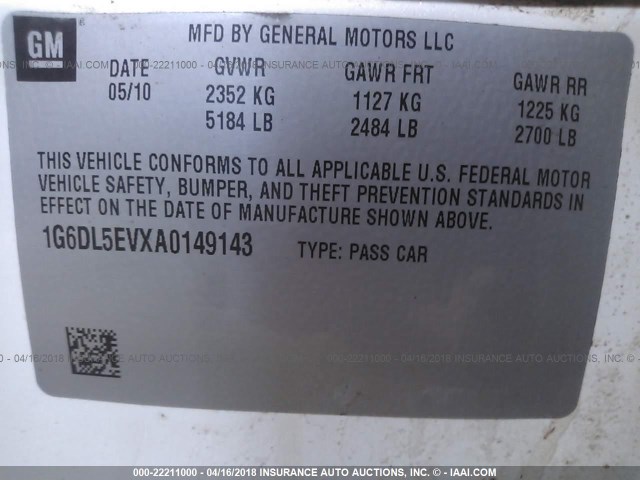 GM
MFD BY GENERAL MOTORS LLC
DATE GVWR GAWR FRT GAWR RR
05/10 2352 KG 1127 KG 1225 KG
5184 LB 2484 LB 2700 LB
THIS VEHICLE CONFORMS TO ALL APPLICABLE U.S. FEDERAL MOTOR
VEHICLE SAFETY, BUMPER, AND THEFT PREVENTION STANDARDS IN
EFFECT ON THE DATE OF MANUFACTURE SHOWN ABOVE.
1G6DL5EVXA0149143 TYPE: PASS CAR
000-22211000 - 04/16/2018 INSURANCE AUTO AUCTIONS - IAAI.COM